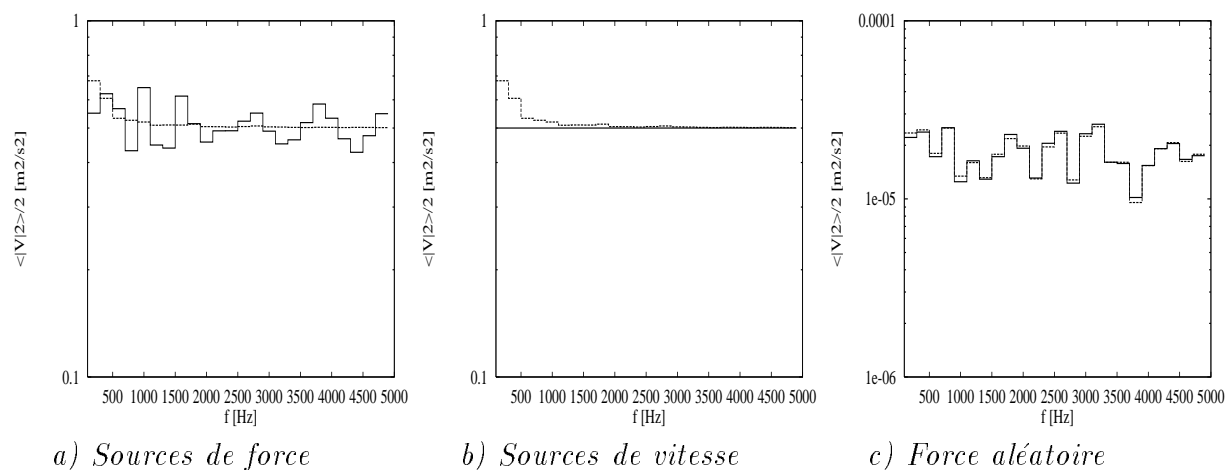 1
<|V|2>/2 [m2/s2]
0.1
500 1000 1500 2000 2500 3000 3500 4000 4500 5000
f [Hz]
a) Sources de force
1
<|V|2>/2 [m2/s2]
0.1
500 1000 1500 2000 2500 3000 3500 4000 4500 5000
f [Hz]
b) Sources de vitesse
0.0001
<|V|2>/2 [m2/s2]
1e-05
1e-06
500 1000 1500 2000 2500 3000 3500 4000 4500 5000
f [Hz]
c) Force aléatoire